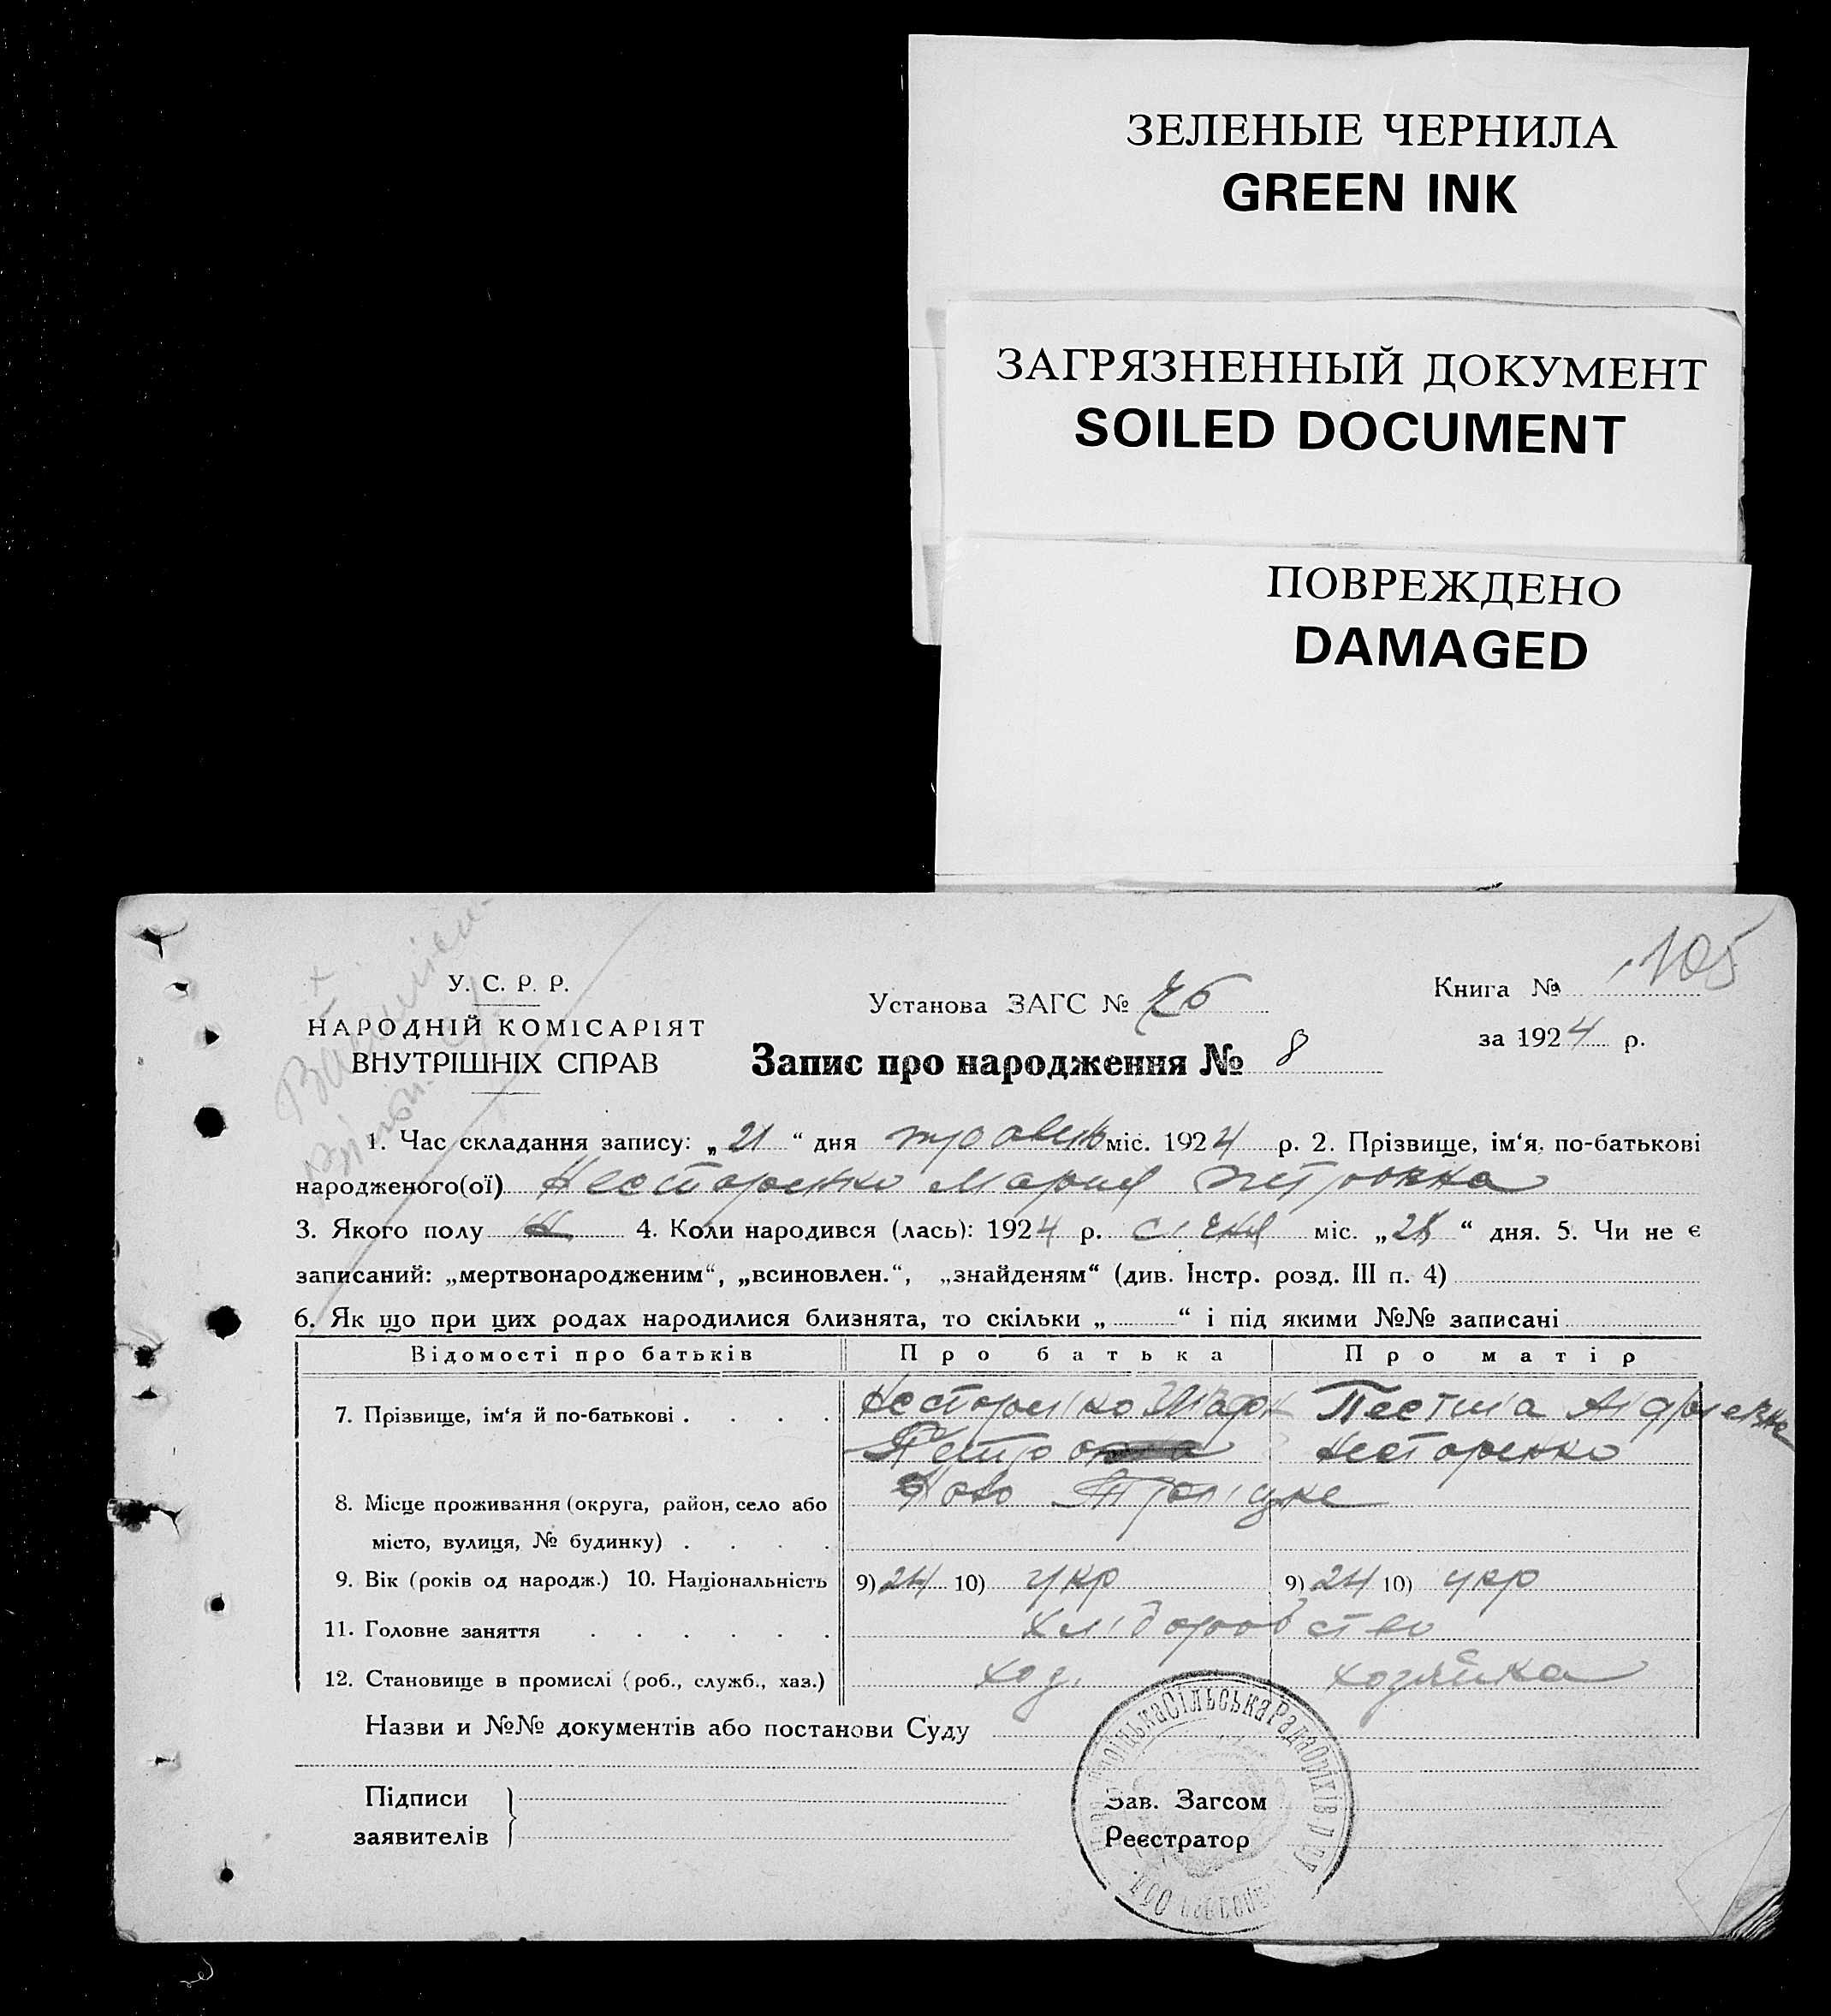 ЗЕЛЕНЫЕ ЧЕРНИЛА
GREEN INK
ЗАГРЯЗНЕННЫЙ ДОКУМЕНТ
SOILED DOCUMENT
ПОВРЕЖДЕНО
DAMAGED
105
У. С. Р. Р.
НАРОДНІЙ КОМІСАРІЯТ
ВНУТРІШНІХ СПРАВ
Установа ЗАГС №
Книга №
за 1924 р.
Запис про народження № 8
1. Час складання запису: „ 21 “ дня міс. 1924 р. 2. Прізвище, ім‘я, по-батькові
народженого(ої) Несторенко Мария Петровна
3. Якого полу 4. Коли народився (лась): 1924 р. січня міс. „ “ дня. 5. Чи не є
записаний: „мертвонародженим“, „всиновлен.“, „знайденям“ (див. Інстр. розд. III п. 4)
6. Як що при цих родах народилися близнята, то скільки „ “ і під якими №№ записані
Відомості про батьків Про батька Про матір
7. Прізвище, ім‘я й по-батькові . . . . Несторенко
Несторенко
8. Місце проживання (округа, район, село або Ново Троіцке
місто, вулиця, № будинку) . . . .
9. Вік (років од народж.) 10. Національність 9) 24 10) укр 9) 24 10) укр
11. Головне заняття . . . . . . хліборобство
12. Становище в промислі (роб., служб., хаз.) хоз. хозяйка
Назви и №№ документів або постанови Суду
Підписи
заявителів
Зав. Загсом
Реєстратор
Троіцька Сільська Рада Оріхів